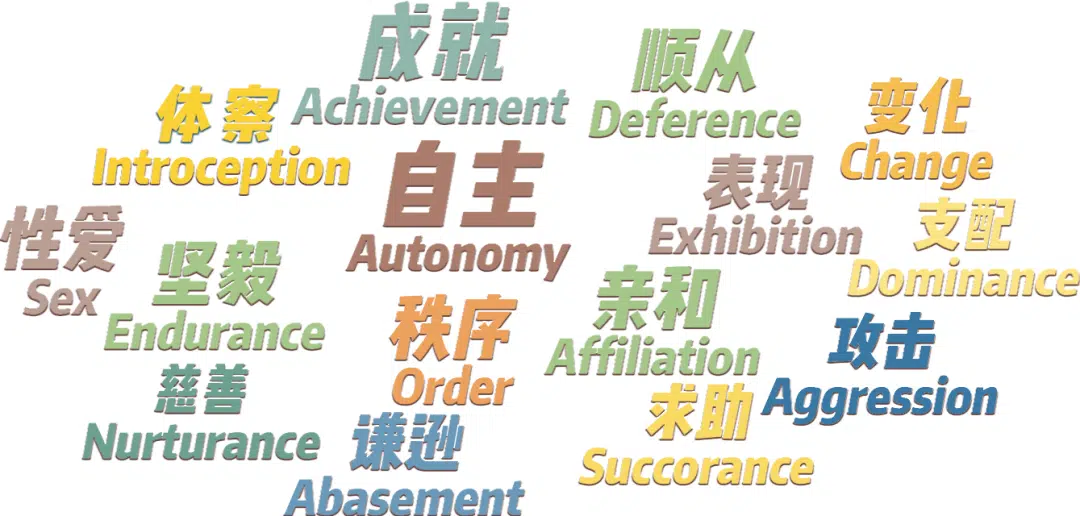 成就
Achievement
顺从
Deference
体察
Introception
变化
Change
自主
Autonomy
表现
Exhibition
性爱
Sex
支配
Dominance
坚毅
Endurance
亲和
Affiliation
秩序
Order
攻击
Aggression
慈善
Nurturance
求助
Succorance
谦逊
Abasement